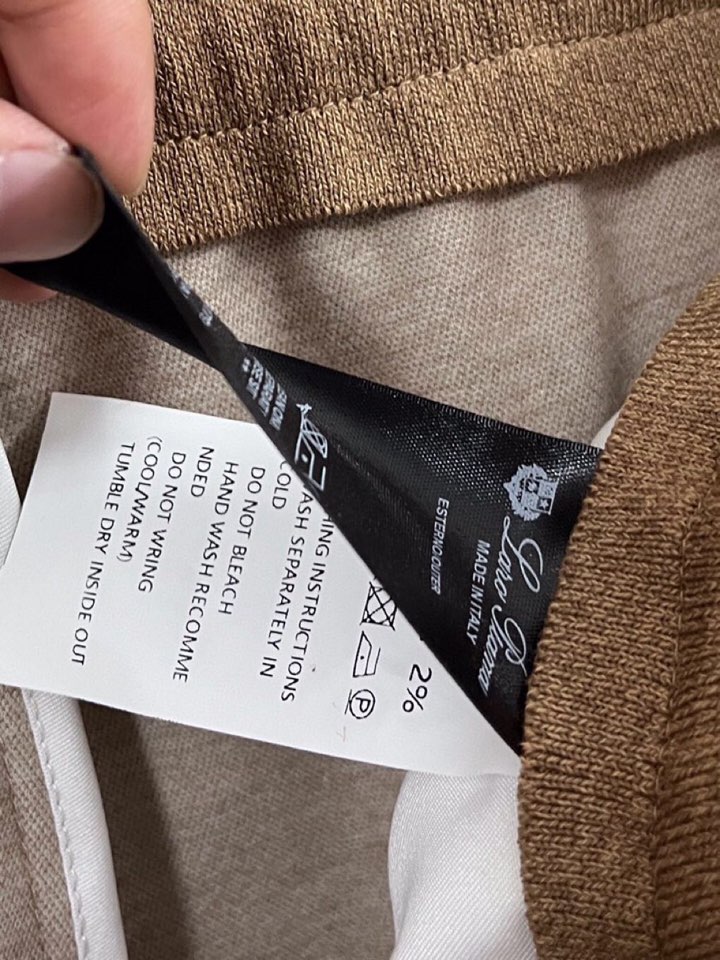 Loro Piana
MADE IN ITALY
ESTERNO/OUTER
2%
P
HING INSTRUCTIONS
ASH SEPARATELY IN
COLD
DO NOT BLEACH
HAND WASH RECOMME
NDED
DO NOT WRING
(COOL/WARM)
TUMBLE DRY INSIDE OUT